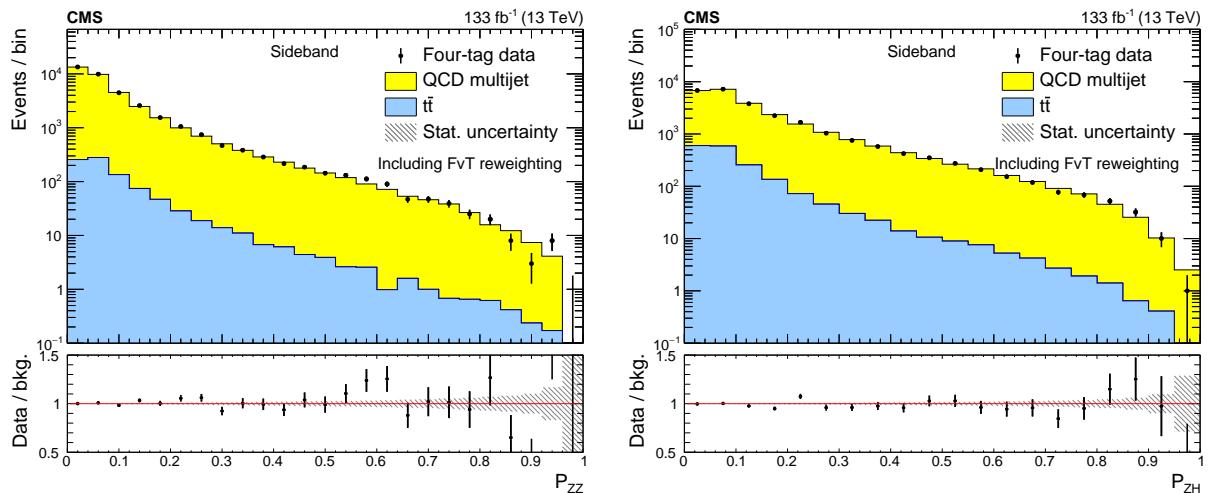 CMS 133 fb⁻¹ (13 TeV)
Events / bin
10⁴
10³
10²
10
1
10⁻¹
Sideband
Four-tag data
QCD multijet
tt̄
Stat. uncertainty
Including FvT reweighting
Data / bkg.
1.5
1
0.5
0 0.1 0.2 0.3 0.4 0.5 0.6 0.7 0.8 0.9 1
P_ZZ
CMS 133 fb⁻¹ (13 TeV)
Events / bin
10⁵
10⁴
10³
10²
10
1
10⁻¹
Sideband
Four-tag data
QCD multijet
tt̄
Stat. uncertainty
Including FvT reweighting
Data / bkg.
1.5
1
0.5
0 0.1 0.2 0.3 0.4 0.5 0.6 0.7 0.8 0.9 1
P_ZH